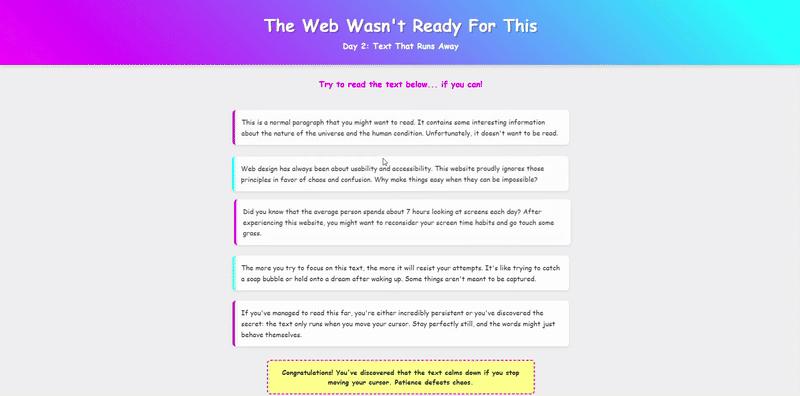 The Web Wasn't Ready For This
Day 2: Text That Runs Away
Try to read the text below... if you can!
This is a normal paragraph that you might want to read. It contains some interesting information
about the nature of the universe and the human condition. Unfortunately, it doesn't want to be read.
Web design has always been about usability and accessibility. This website proudly ignores those
principles in favor of chaos and confusion. Why make things easy when they can be impossible?
Did you know that the average person spends about 7 hours looking at screens each day? After
experiencing this website, you might want to reconsider your screen time habits and go touch some
grass.
The more you try to focus on this text, the more it will resist your attempts. It's like trying to catch
a soap bubble or hold onto a dream after waking up. Some things aren't meant to be captured.
If you've managed to read this far, you're either incredibly persistent or you've discovered the
secret: the text only runs when you move your cursor. Stay perfectly still, and the words might just
behave themselves.
Congratulations! You've discovered that the text calms down if you stop
moving your cursor. Patience defeats chaos.